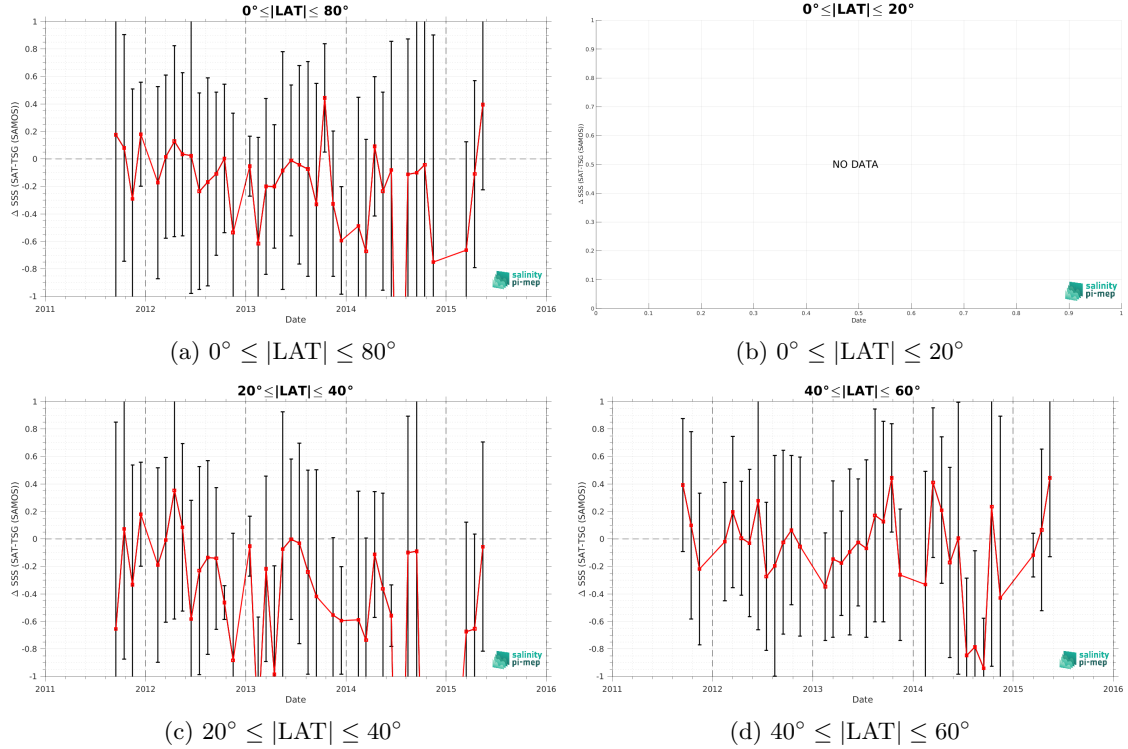 0°≤|LAT|≤ 80°
Δ SSS (SAT-TSG (SAMOS))
1
0.8
0.6
0.4
0.2
0
-0.2
-0.4
-0.6
-0.8
-1
2011 2012 2013 2014 2015 2016
Date
salinity
pi-mep
(a) 0° ≤ |LAT| ≤ 80°
0°≤|LAT|≤ 20°
Δ SSS (SAT-TSG (SAMOS))
1
0.9
0.8
0.7
0.6
0.5
0.4
0.3
0.2
0.1
0
NO DATA
0 0.1 0.2 0.3 0.4 0.5 0.6 0.7 0.8 0.9 1
Date
salinity
pi-mep
(b) 0° ≤ |LAT| ≤ 20°
20°≤|LAT|≤ 40°
Δ SSS (SAT-TSG (SAMOS))
1
0.8
0.6
0.4
0.2
0
-0.2
-0.4
-0.6
-0.8
-1
2011 2012 2013 2014 2015 2016
Date
salinity
pi-mep
(c) 20° ≤ |LAT| ≤ 40°
40°≤|LAT|≤ 60°
Δ SSS (SAT-TSG (SAMOS))
1
0.8
0.6
0.4
0.2
0
-0.2
-0.4
-0.6
-0.8
-1
2011 2012 2013 2014 2015 2016
Date
salinity
pi-mep
(d) 40° ≤ |LAT| ≤ 60°